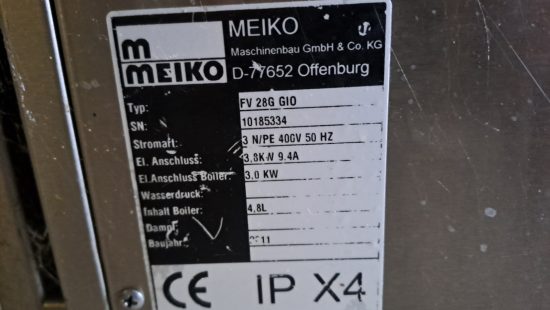 MEIKO
Maschinenbau GmbH & Co. KG
D-77652 Offenburg
m
MEIKO
Typ: FV 28G GIO
SN: 10185334
Stromart: 3 N/PE 400V 50 HZ
El. Anschluss: 3.8KW 9.4A
El.Anschluss Boiler: 3.0 KW
Wasserdruck:
Inhalt Boiler: 4.8L
Dampf:
Baujahr:
CE IP X4